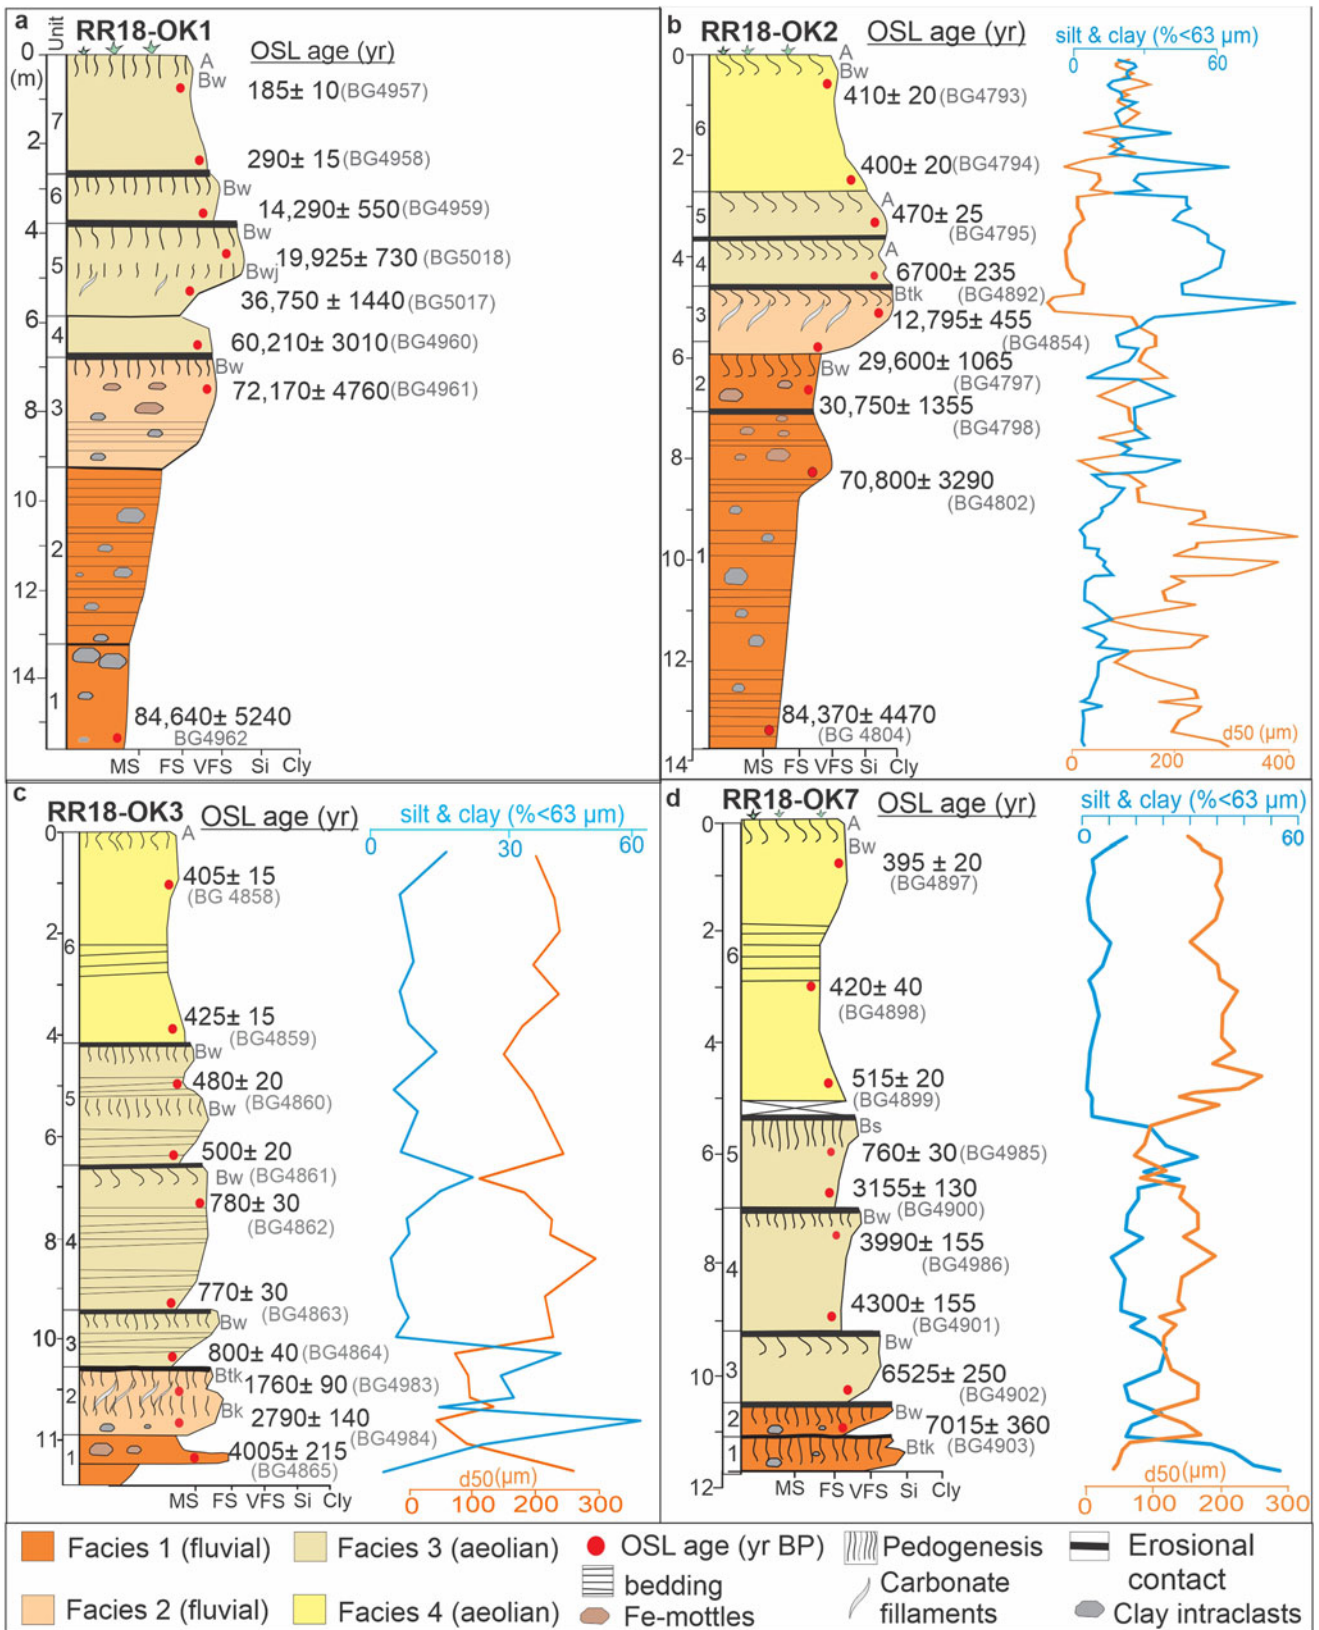 a
RR18-OK1
Unit
OSL age (yr)
0
(m)
A
Bw
185± 10(BG4957)
7
2
290± 15(BG4958)
Bw
6
14,290± 550(BG4959)
4
Bw
19,925± 730 (BG5018)
5
Bwj
36,750 ± 1440(BG5017)
6
4
60,210± 3010(BG4960)
Bw
72,170± 4760(BG4961)
3
8
10
2
12
14
1
84,640± 5240
BG4962
MS FS VFS Si Cly
b
RR18-OK2
OSL age (yr)
silt & clay (%<63 µm)
0 60
0
A
Bw
410± 20(BG4793)
6
2
400± 20(BG4794)
A
5
470± 25
(BG4795)
A
4
4
6700± 235
(BG4892)
Btk
3
12,795± 455
(BG4854)
6
Bw
29,600± 1065
(BG4797)
2
30,750± 1355
(BG4798)
8
70,800± 3290
(BG4802)
10
1
12
84,370± 4470
(BG 4804)
14
MS FS VFS Si Cly
d50 (µm)
0 200 400
c
RR18-OK3
OSL age (yr)
silt & clay (%<63 µm)
0 30 60
0
A
405± 15
(BG 4858)
2
6
425± 15
(BG4859)
4
Bw
480± 20
(BG4860)
5
Bw
6
500± 20
(BG4861)
Bw
780± 30
(BG4862)
8
4
770± 30
(BG4863)
10
Bw
3
800± 40(BG4864)
Btk
1760± 90(BG4983)
2
Bk
2790± 140
(BG4984)
11
1
4005± 215
(BG4865)
MS FS VFS Si Cly
d50(µm)
0 100 200 300
d
RR18-OK7
OSL age (yr)
silt & clay (%<63 µm)
0 60
0
A
Bw
395 ± 20
(BG4897)
2
6
420± 40
(BG4898)
4
515± 20
(BG4899)
Bs
5
6
760± 30(BG4985)
3155± 130
(BG4900)
Bw
3990± 155
(BG4986)
8
4
4300± 155
(BG4901)
Bw
3
10
6525± 250
(BG4902)
2
Bw
7015± 360
(BG4903)
Btk
1
12
MS FS VFS Si Cly
d50(µm)
0 100 200 300
Facies 1 (fluvial)
Facies 3 (aeolian)
OSL age (yr BP)
Pedogenesis
Erosional
contact
bedding
Carbonate
filaments
Facies 2 (fluvial)
Facies 4 (aeolian)
Fe-mottles
Clay intraclasts